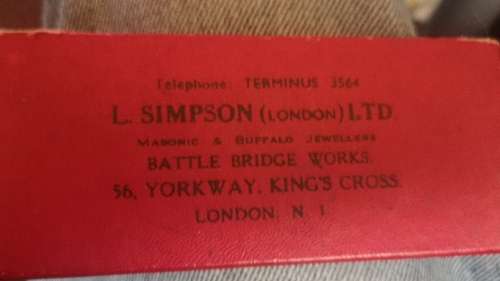 Telephone: TERMINUS 3564
L. SIMPSON (LONDON) LTD.
MASONIC & BUFFALO JEWELLERS
BATTLE BRIDGE WORKS.
56, YORKWAY. KING'S CROSS.
LONDON. N. 1